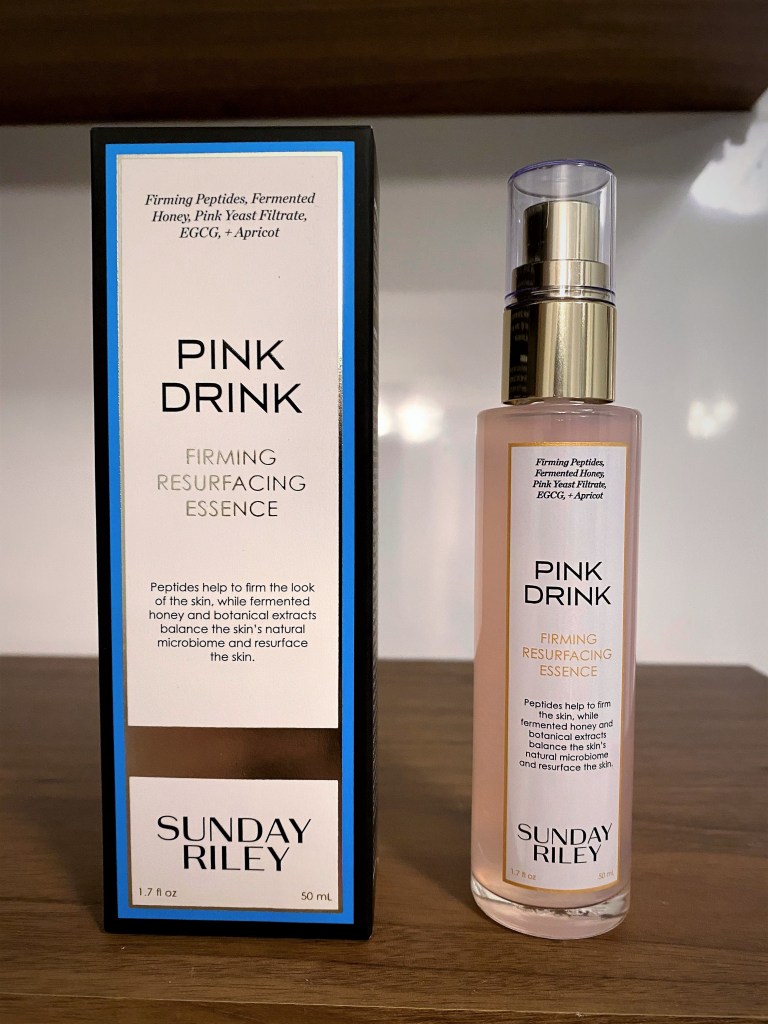 Firming Peptides, Fermented
Honey, Pink Yeast Filtrate,
EGCG, + Apricot
PINK
DRINK
FIRMING
RESURFACING
ESSENCE
Peptides help to firm the look
of the skin, while fermented
honey and botanical extracts
balance the skin's natural
microbiome and resurface
the skin.
SUNDAY
RILEY
1.7 fl oz 50 mL
Firming Peptides,
Fermented Honey,
Pink Yeast Filtrate,
EGCG, + Apricot
PINK
DRINK
FIRMING
RESURFACING
ESSENCE
Peptides help to firm
the skin, while
fermented honey and
botanical extracts
balance the skin's
natural microbiome
and resurface the skin.
SUNDAY
RILEY
1.7 fl oz 50 mL